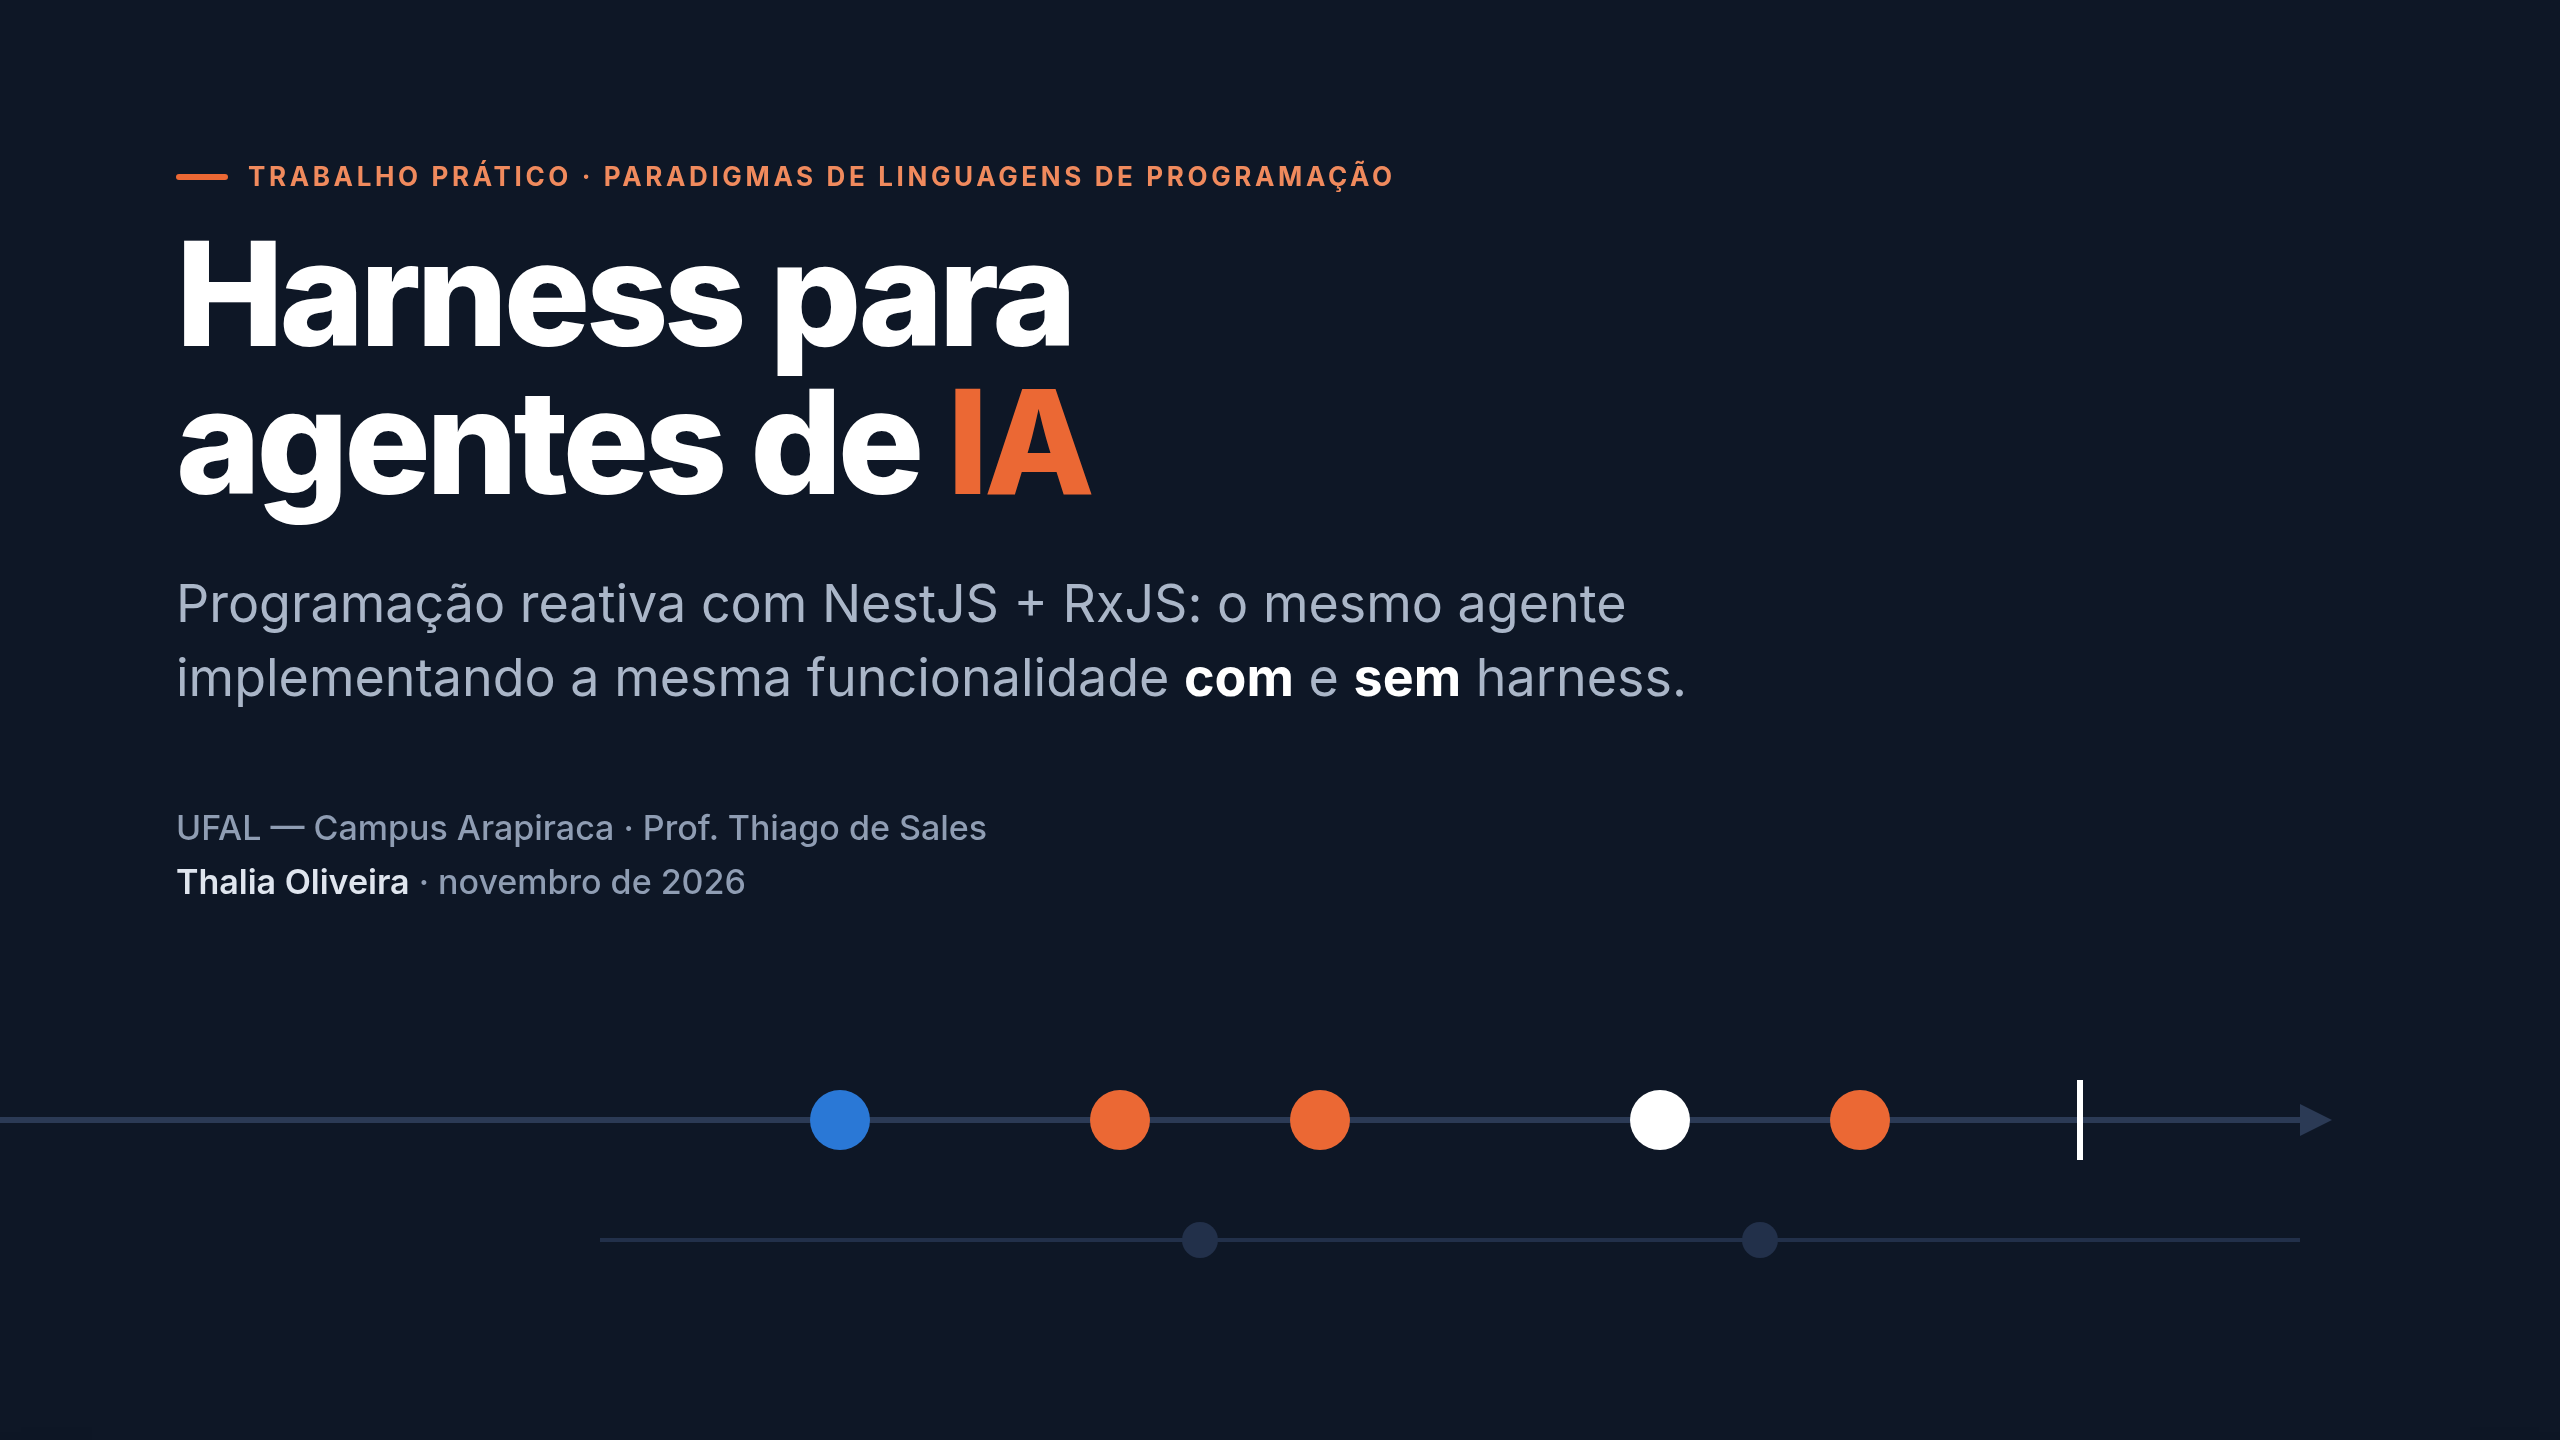 TRABALHO PRÁTICO · PARADIGMAS DE LINGUAGENS DE PROGRAMAÇÃO
Harness para
agentes de IA
Programação reativa com NestJS + RxJS: o mesmo agente
implementando a mesma funcionalidade com e sem harness.
UFAL — Campus Arapiraca · Prof. Thiago de Sales
Thalia Oliveira · novembro de 2026